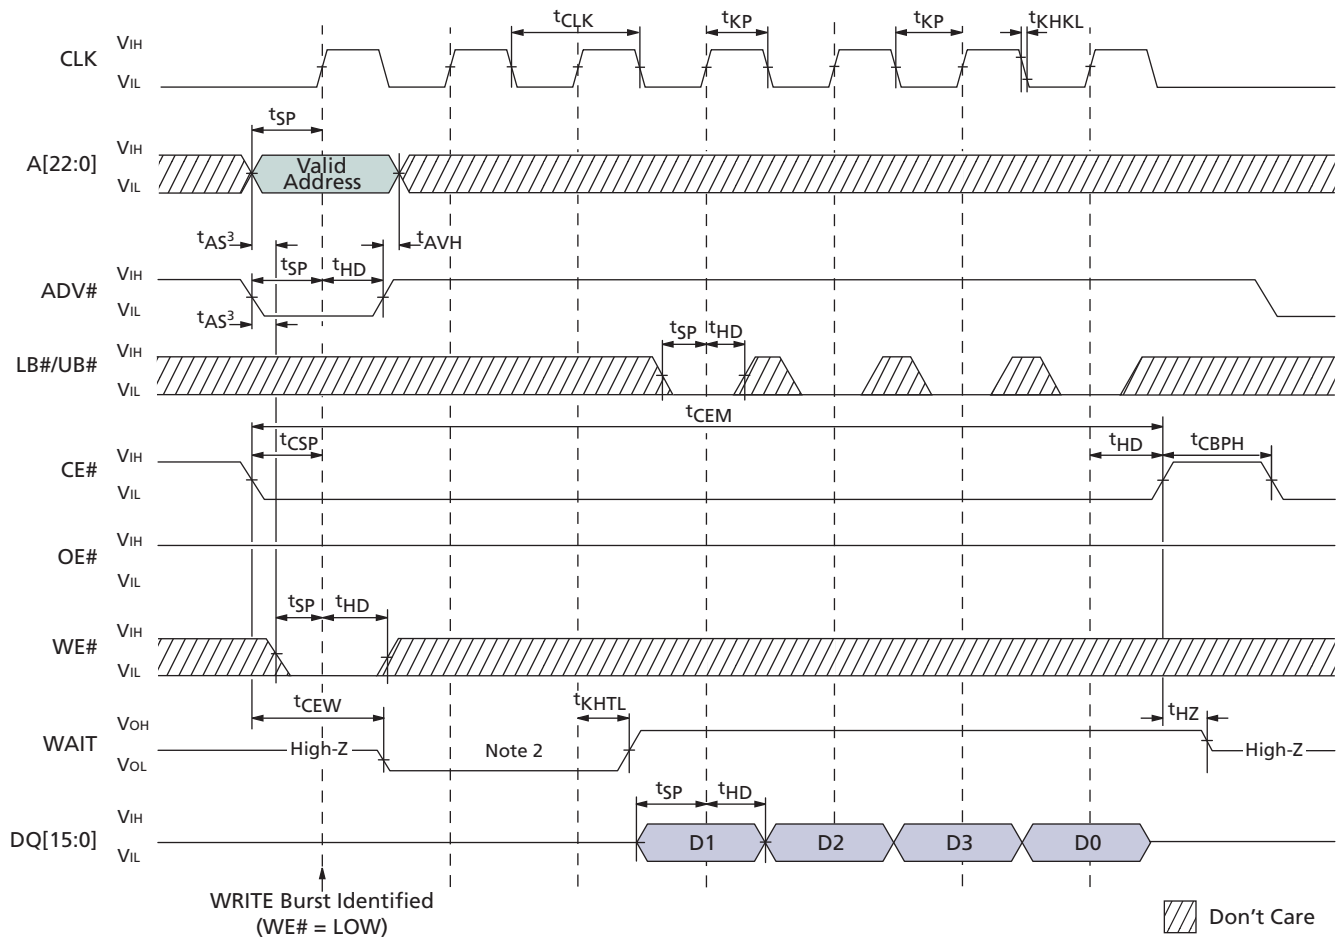 tCLK tKP tKP tKHKL
CLK VIH
VIL
tSP
A[22:0] VIH
VIL
Valid
Address
tAS3 tAVH
tSP tHD
ADV# VIH
VIL
tAS3
tSP tHD
LB#/UB# VIH
VIL
tCEM
tCSP tHD tCBPH
CE# VIH
VIL
OE# VIH
VIL
tSP tHD
WE# VIH
VIL
tCEW tKHTL tHZ
WAIT VOH
VOL
High-Z Note 2 High-Z
tSP tHD
DQ[15:0] VIH
VIL
D1 D2 D3 D0
WRITE Burst Identified
(WE# = LOW)
Don't Care